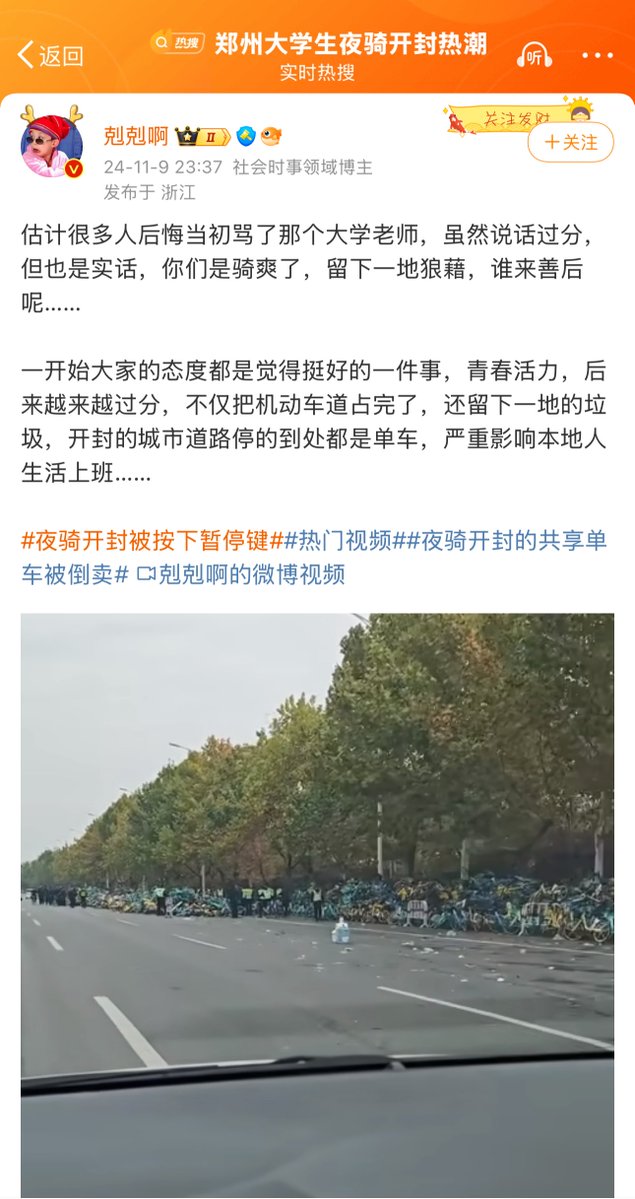 返回
热搜
郑州大学生夜骑开封热潮
实时热搜
听
剋剋啊 II
关注发财
+关注
24-11-9 23:37 社会时事领域博主
发布于 浙江
估计很多人后悔当初骂了那个大学老师，虽然说话过分，
但也是实话，你们是骑爽了，留下一地狼藉，谁来善后
呢......
一开始大家的态度都是觉得挺好的一件事，青春活力，后
来越来越过分，不仅把机动车道占完了，还留下一地的垃
圾，开封的城市道路停的到处都是单车，严重影响本地人
生活上班......
#夜骑开封被按下暂停键##热门视频##夜骑开封的共享单
车被倒卖# 剋剋啊的微博视频